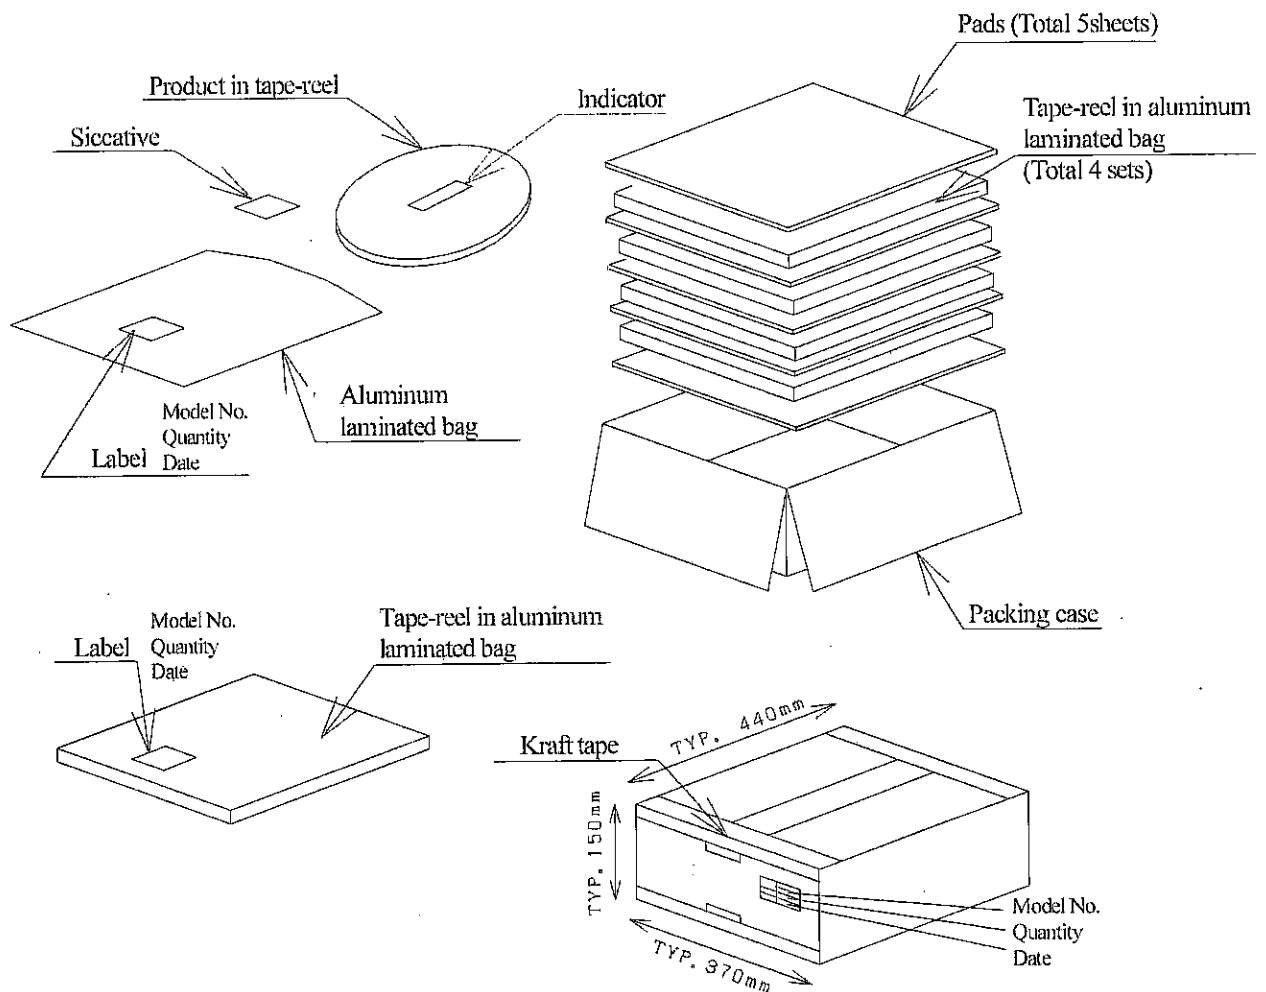 Pads (Total 5sheets)
Product in tape-reel
Indicator
Siccative
Tape-reel in aluminum
laminated bag
(Total 4 sets)
Aluminum
laminated bag
Model No.
Quantity
Label Date
Packing case
Model No.
Label Quantity
Date
Tape-reel in aluminum
laminated bag
TYP. 440mm
Kraft tape
TYP. 150mm
TYP. 370mm
Model No.
Quantity
Date